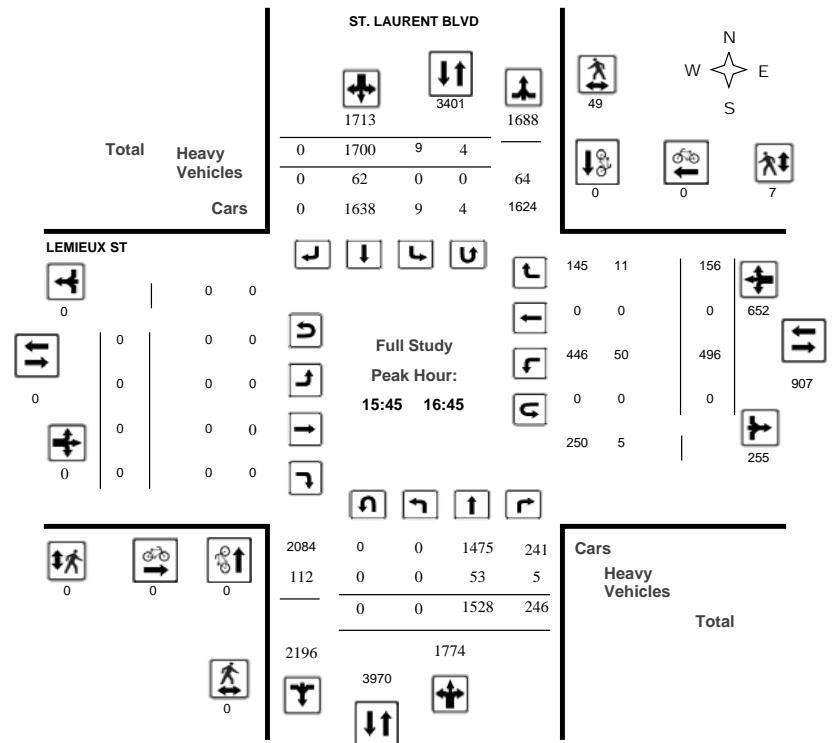 ST. LAURENT BLVD
N
W E
S
3401
49
1713 1688
Total Heavy Vehicles
0 1700 9 4
0 62 0 0 64
Cars 0 1638 9 4 1624
0 0 7
LEMIEUX ST
145 11 156
0 0 0
0 0 0 652
0 0 0
Full Study
Peak Hour:
15:45 16:45
446 50 496
907
0
0 0 0
0 0 0
0 0 0 0
250 5 255
0 0 0
2084 0 0 1475 241
112 0 0 53 5
0 0 1528 246
Cars
Heavy
Vehicles
Total
0 0 0
2196 1774
3970
0